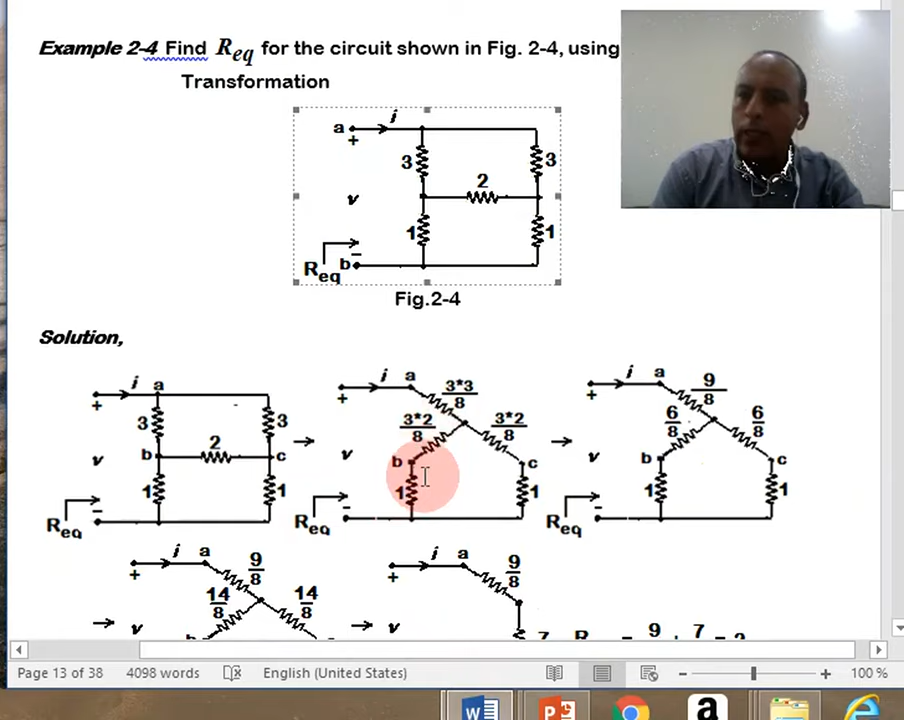 Example 2-4 Find Req for the circuit shown in Fig. 2-4, using
Transformation
a i
+
3 3
2
v
1 1
−
Req b
Fig.2-4
Solution,
i a
+
3 3
2
b c
v
1 1
−
Req
i a
+
3*3/8
3*2/8 3*2/8
v
b c
1 1
−
Req
i a
+
9/8
6/8 6/8
v
b c
1 1
−
Req
i a
+
9/8
14/8 14/8
v
i a
+
9/8
v
7 R = 9 + 7 =
Page 13 of 38 4098 words English (United States) 100 %
W P a